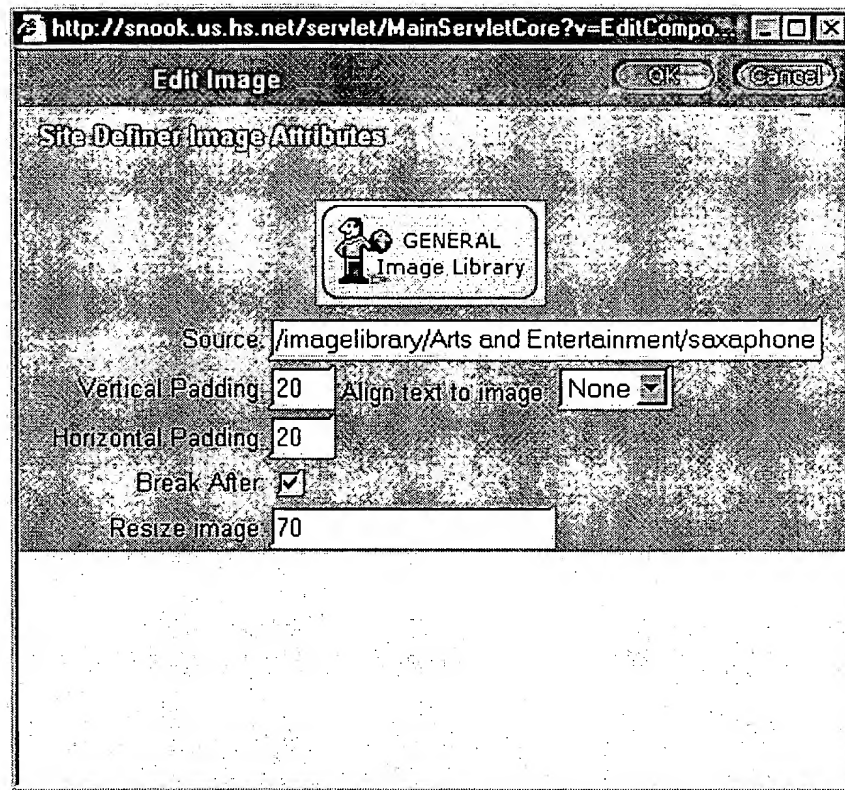 http://snook.us.hs.net/servlet/MainServletCore?v=EditCompo...
Edit Image
OK Cancel
Site Definer Image Attributes
GENERAL
Image Library
Source: /imagelibrary/Arts and Entertainment/saxaphone
Vertical Padding: 20 Align text to image: None
Horizontal Padding: 20
Break After:
Resize image: 70